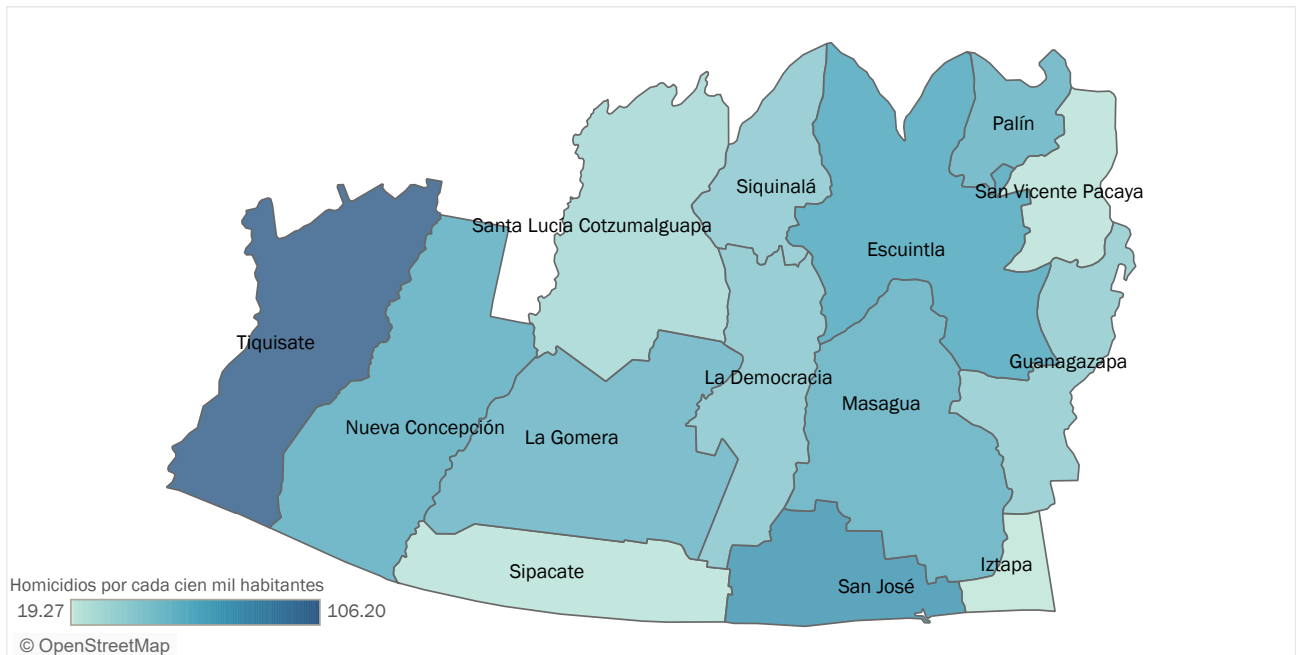 Palín
Siquinalá
San Vicente Pacaya
Santa Lucía Cotzumalguapa
Escuintla
Tiquisate
Guanagazapa
La Democracia
Masagua
Nueva Concepción
La Gomera
Iztapa
Sipacate
San José
Homicidios por cada cien mil habitantes
19.27 106.20
© OpenStreetMap